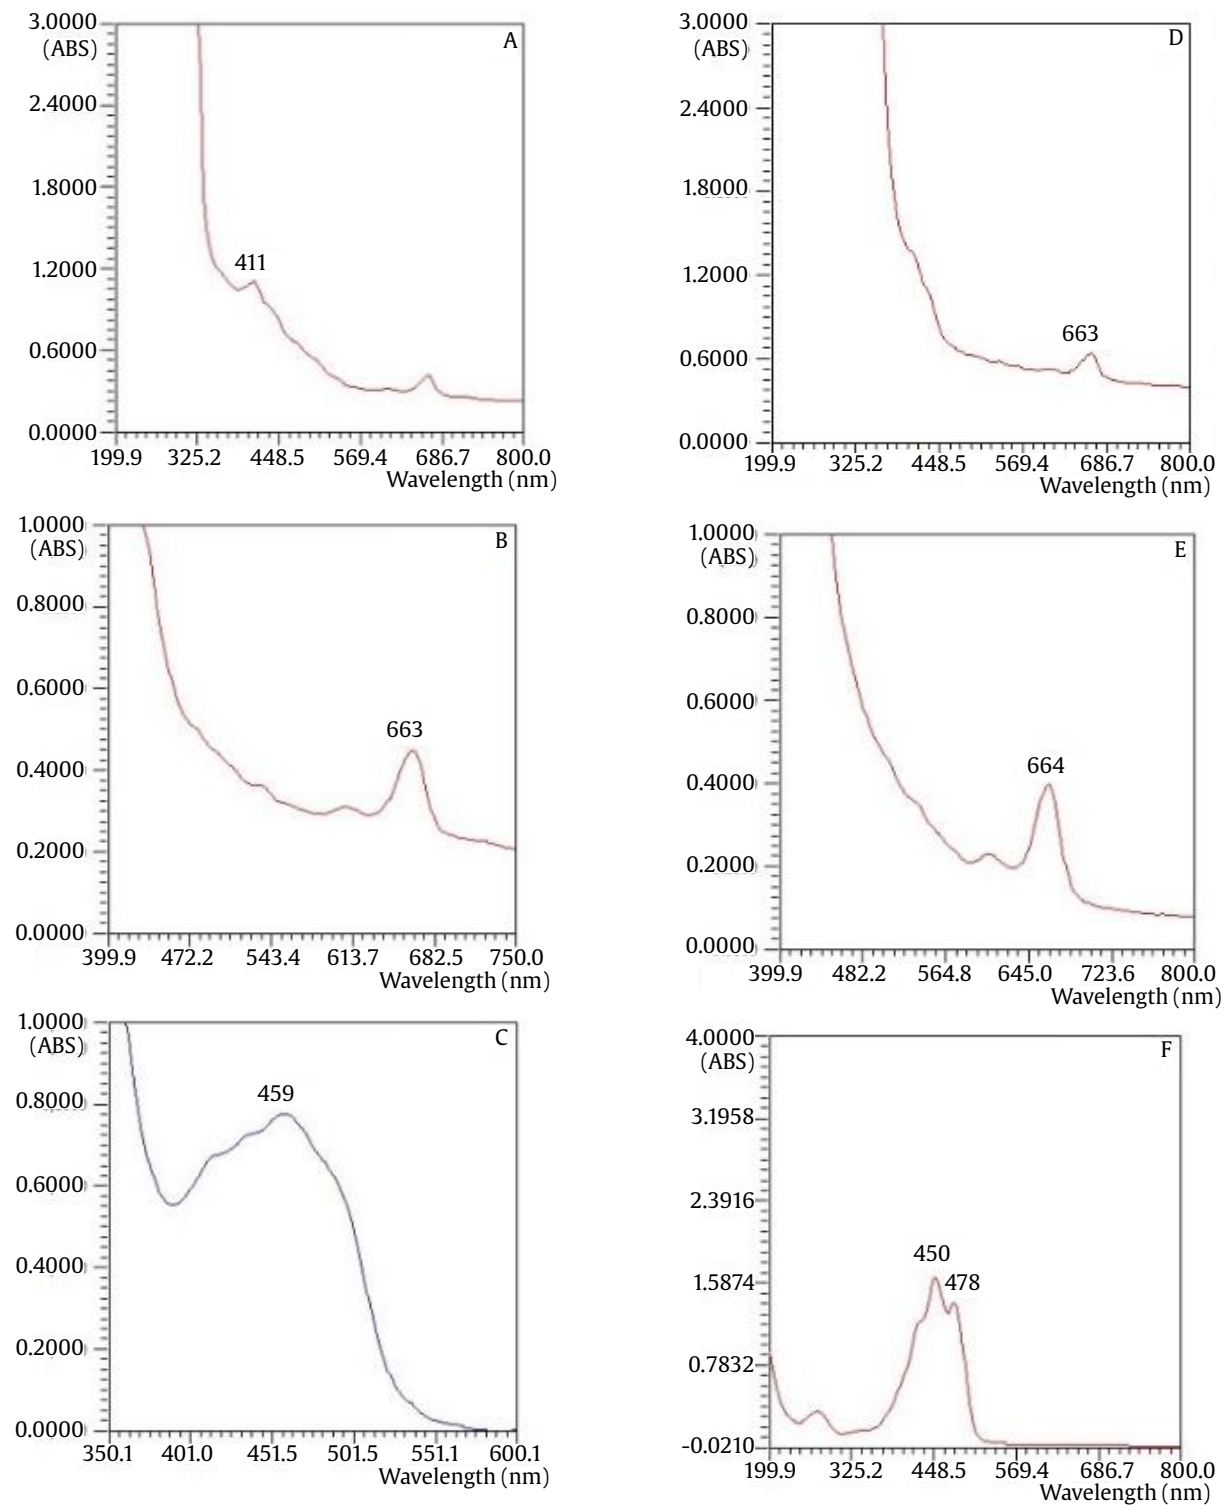 3.0000
(ABS)
A
2.4000
1.8000
411
1.2000
0.6000
0.0000
199.9 325.2 448.5 569.4 686.7 800.0
Wavelength (nm)
3.0000
(ABS)
D
2.4000
1.8000
1.2000
663
0.6000
0.0000
199.9 325.2 448.5 569.4 686.7 800.0
Wavelength (nm)
1.0000
(ABS)
B
0.8000
663
0.6000
0.4000
0.2000
0.0000
399.9 472.2 543.4 613.7 682.5 750.0
Wavelength (nm)
1.0000
(ABS)
E
0.8000
0.6000
664
0.4000
0.2000
0.0000
399.9 482.2 564.8 645.0 723.6 800.0
Wavelength (nm)
1.0000
(ABS)
C
459
0.8000
0.6000
0.4000
0.2000
0.0000
350.1 401.0 451.5 501.5 551.1 600.1
Wavelength (nm)
4.0000
(ABS)
F
3.1958
2.3916
450
478
1.5874
0.7832
-0.0210
199.9 325.2 448.5 569.4 686.7 800.0
Wavelength (nm)